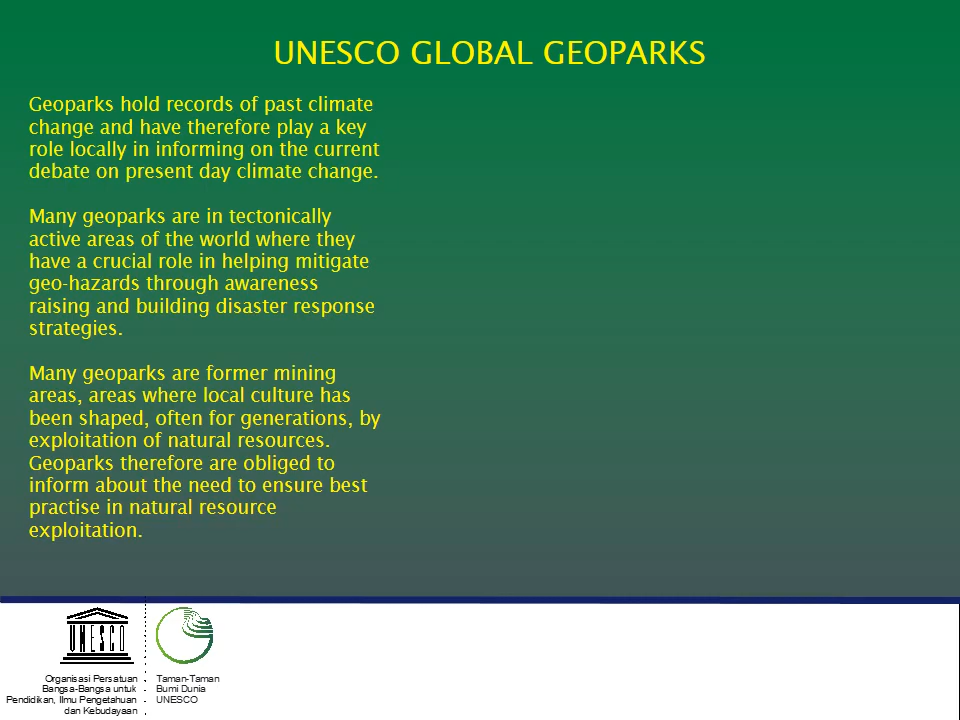 UNESCO GLOBAL GEOPARKS
Geoparks hold records of past climate
change and have therefore play a key
role locally in informing on the current
debate on present day climate change.
Many geoparks are in tectonically
active areas of the world where they
have a crucial role in helping mitigate
geo-hazards through awareness
raising and building disaster response
strategies.
Many geoparks are former mining
areas, areas where local culture has
been shaped, often for generations, by
exploitation of natural resources.
Geoparks therefore are obliged to
inform about the need to ensure best
practise in natural resource
exploitation.
UNESCO
Organisasi Persatuan
Bangsa-Bangsa untuk
Pendidikan, Ilmu Pengetahuan
dan Kebudayaan
Taman-Taman
Bumi Dunia
UNESCO